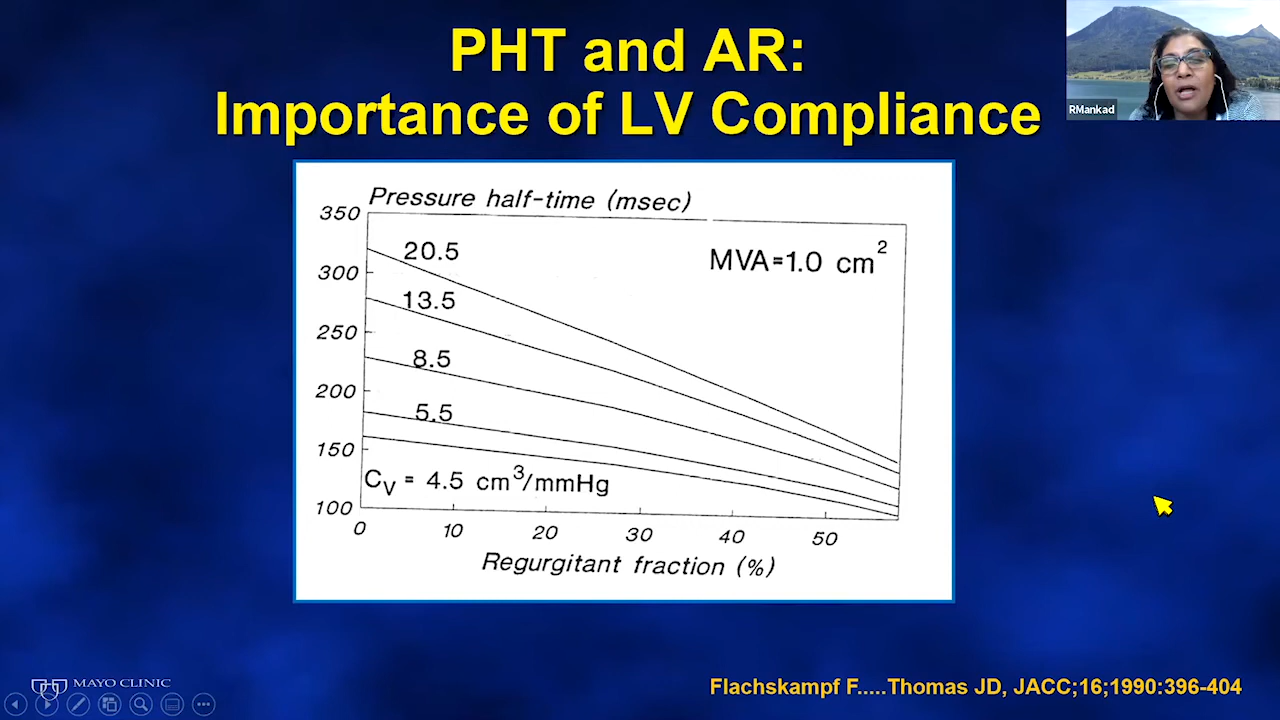 PHT and AR:
Importance of LV Compliance
RMankad
Pressure half-time (msec)
350
300
250
200
150
100
20.5
13.5
8.5
5.5
MVA=1.0 cm²
Cv = 4.5 cm³/mmHg
0 10 20 30 40 50
Regurgitant fraction (%)
MAYO CLINIC
Flachskampf F.....Thomas JD, JACC;16;1990:396-404